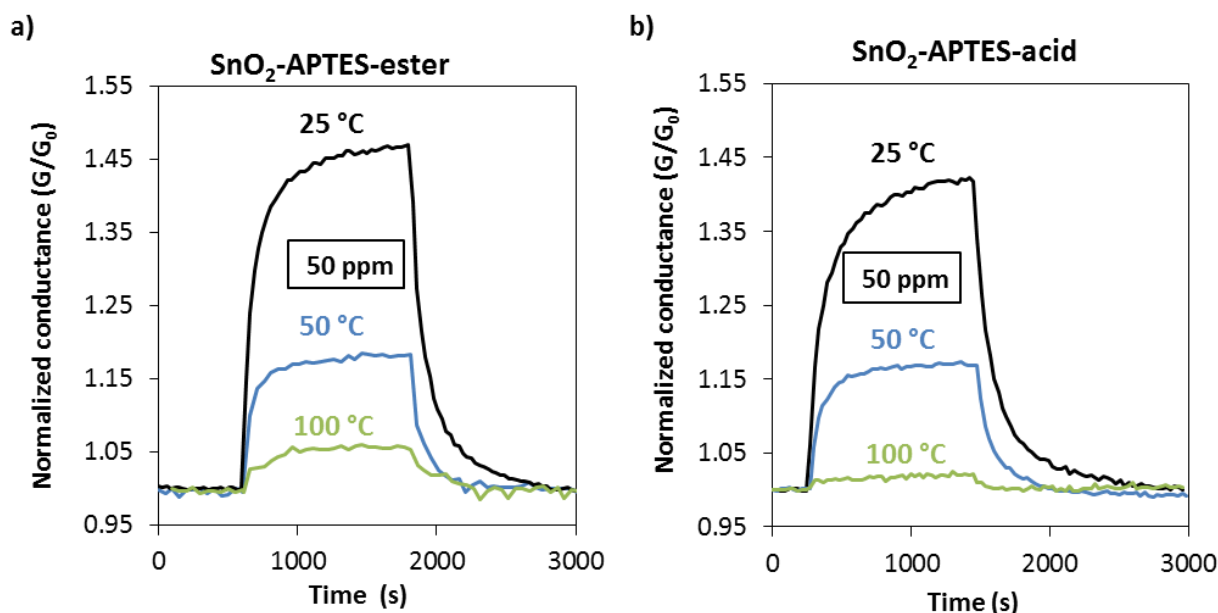 a)
SnO₂-APTES-ester
Normalized conductance (G/G₀)
1.55
1.45
1.35
1.25
1.15
1.05
0.95
25 °C
50 ppm
50 °C
100 °C
0
1000
2000
3000
Time (s)
b)
SnO₂-APTES-acid
Normalized conductance (G/G₀)
1.55
1.45
1.35
1.25
1.15
1.05
0.95
25 °C
50 ppm
50 °C
100 °C
0
1000
2000
3000
Time (s)